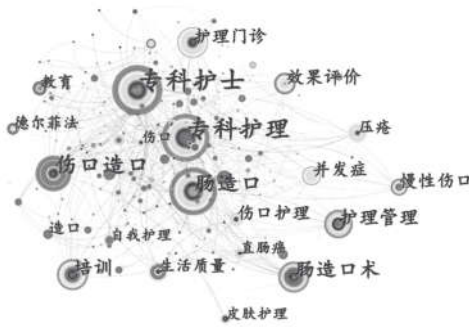 护理门诊
教育
专科护士
效果评价
德尔菲法
伤口
专科护理
压疮
伤口造口
肠造口
并发症
慢性伤口
造口
自我护理
伤口护理
护理管理
直肠癌
培训
生活质量
肠造口术
皮肤护理